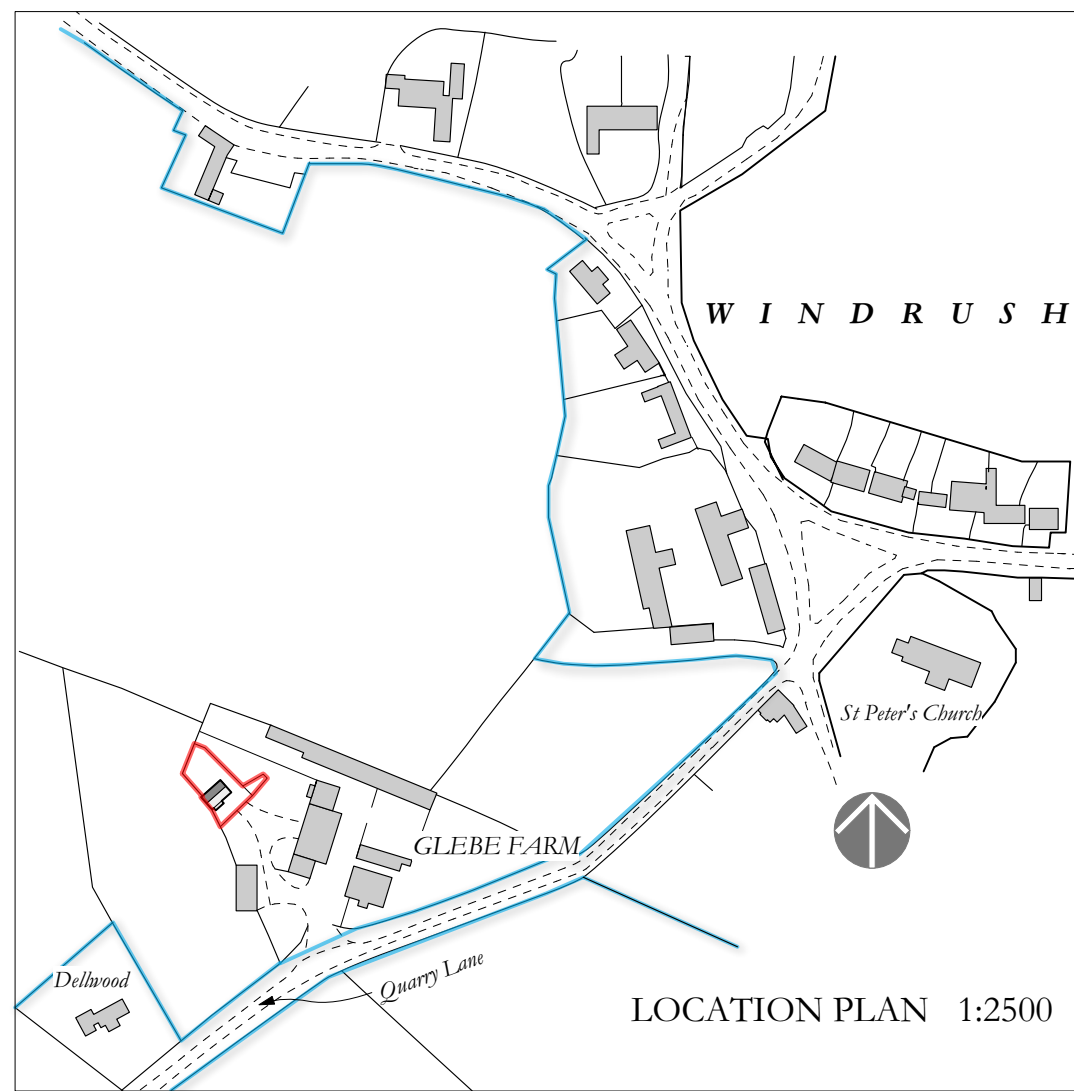 W I N D R U S H
St Peter's Church
GLEBE FARM
Dellwood
Quarry Lane
LOCATION PLAN 1:2500